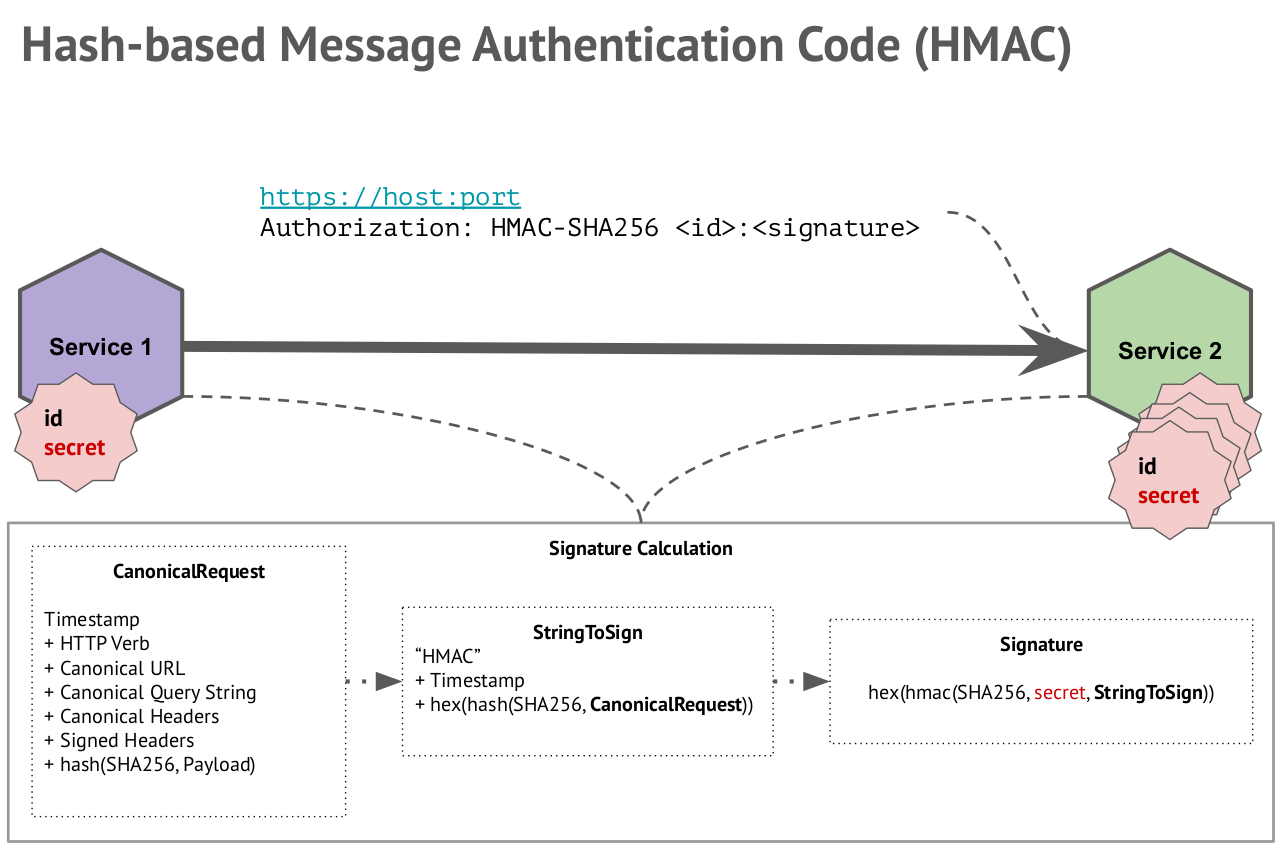 Hash-based Message Authentication Code (HMAC)
https://host:port
Authorization: HMAC-SHA256 <id>:<signature>
Service 1
Service 2
id
secret
id
secret
Signature Calculation
CanonicalRequest
Timestamp
+ HTTP Verb
+ Canonical URL
+ Canonical Query String
+ Canonical Headers
+ Signed Headers
+ hash(SHA256, Payload)
StringToSign
“HMAC”
+ Timestamp
+ hex(hash(SHA256, CanonicalRequest))
Signature
hex(hmac(SHA256, secret, StringToSign))